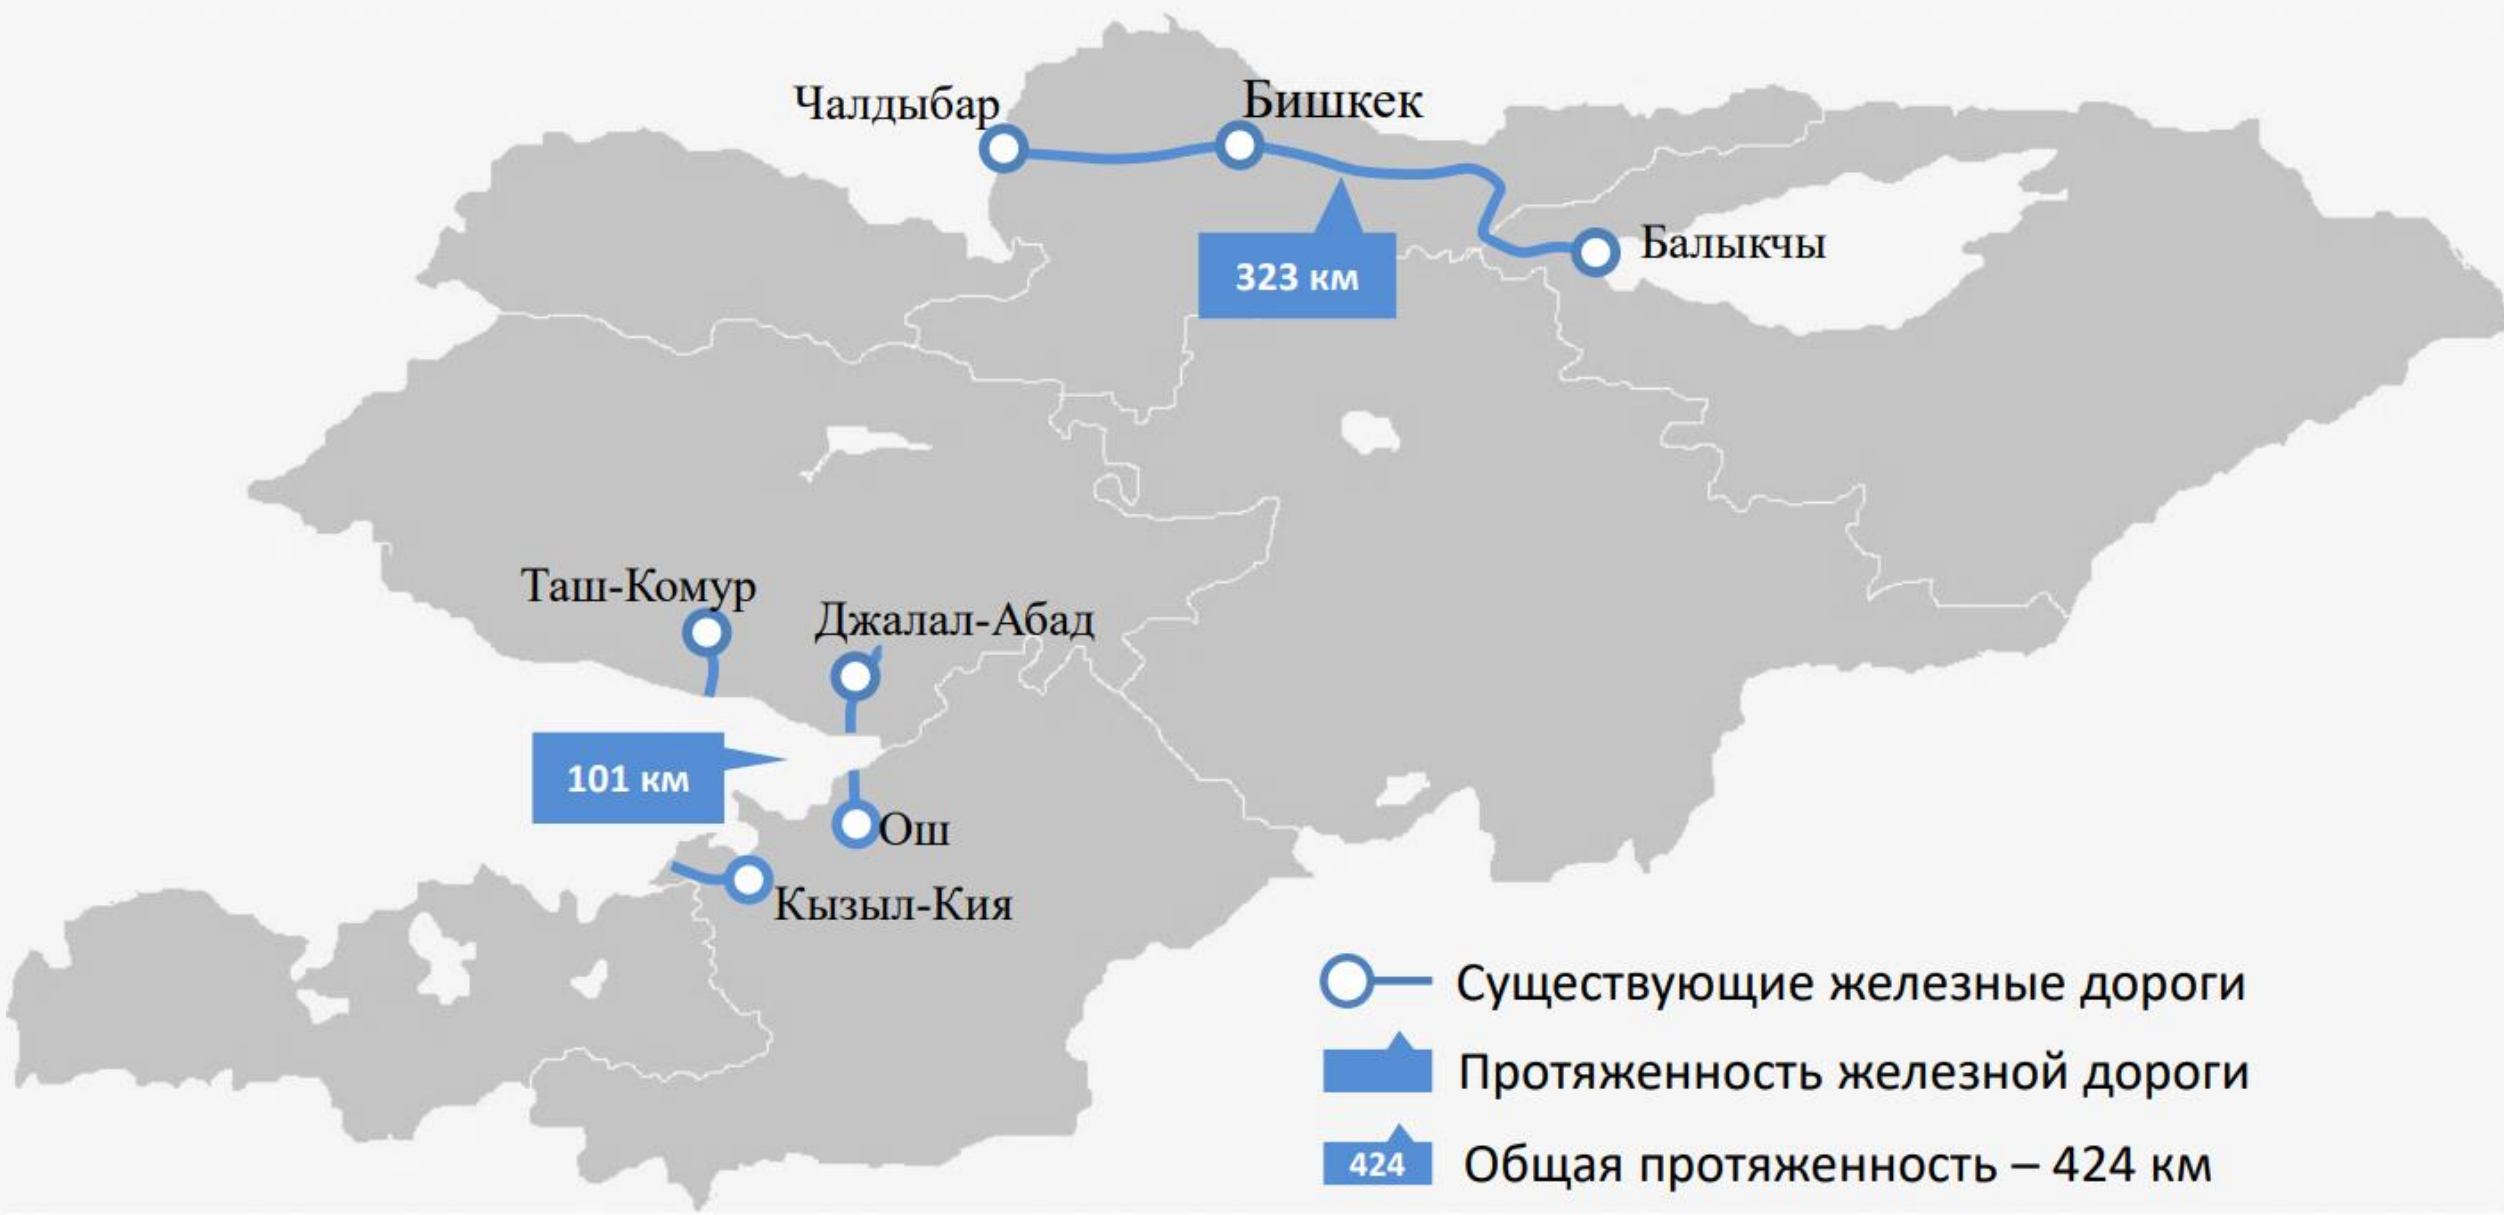 Чалдыбар
Бишкек
Балыкчы
323 км
Таш-Комур
Джалал-Абад
101 км
Ош
Кызыл-Кия
Существующие железные дороги
Протяженность железной дороги
424 Общая протяженность – 424 км